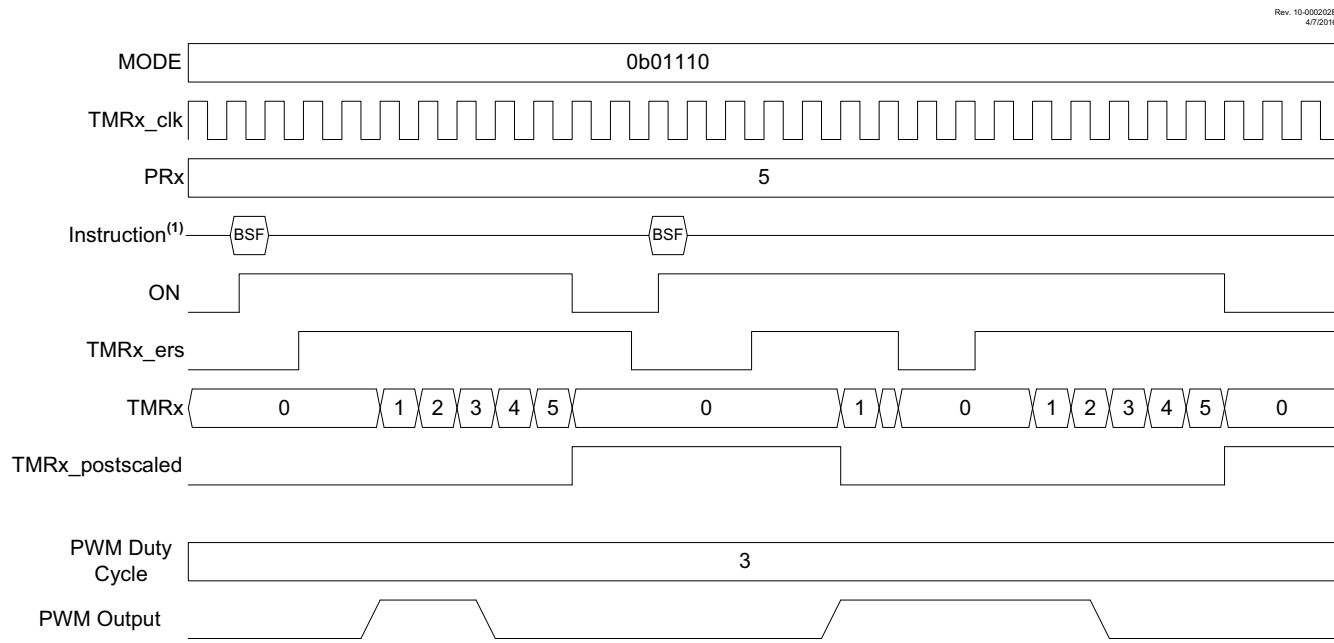 Rev. 10-000202B
4/7/2016
MODE 0b01110
TMRx_clk
PRx 5
Instruction(1) BSF BSF
ON
TMRx_ers
TMRx 0 1 2 3 4 5 0 1 0 1 2 3 4 5 0
TMRx_postscaled
PWM Duty
Cycle 3
PWM Output